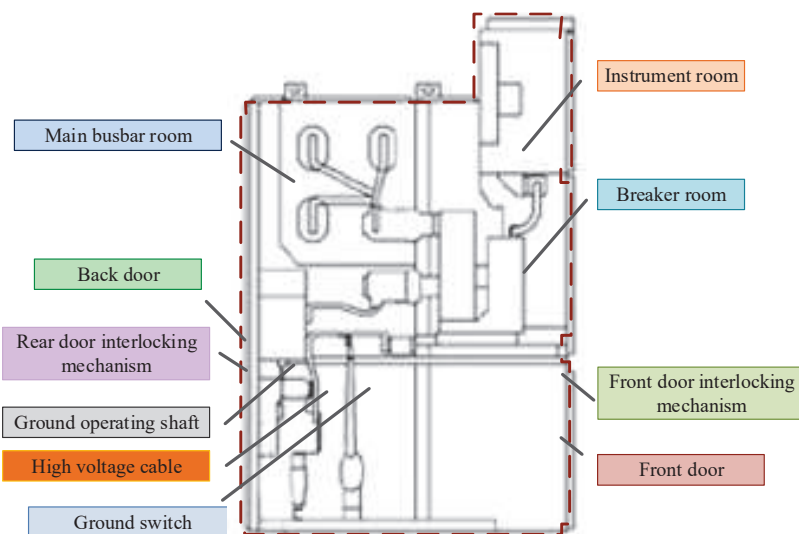 Instrument room
Main busbar room
Breaker room
Back door
Rear door interlocking
mechanism
Front door interlocking
mechanism
Ground operating shaft
High voltage cable
Front door
Ground switch